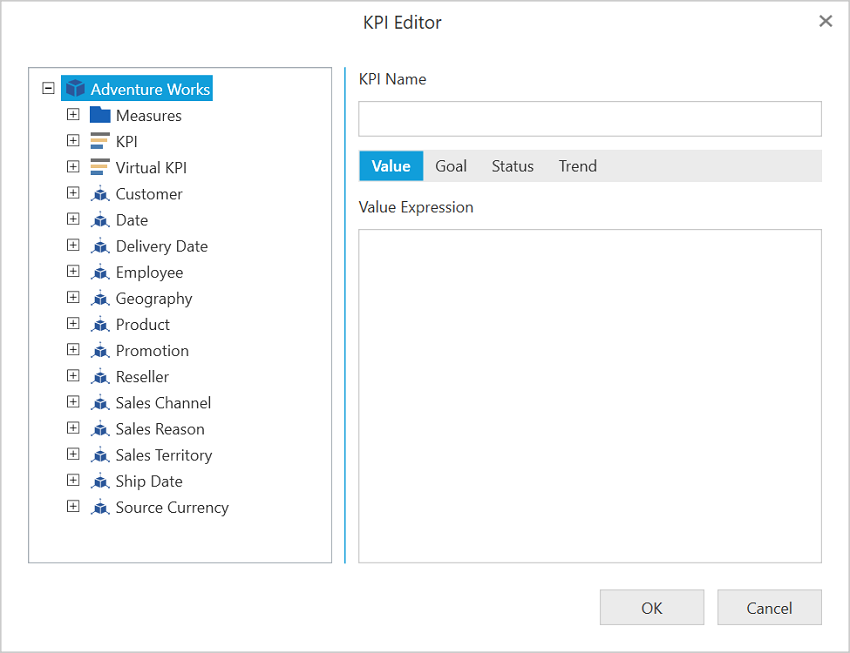 KPI Editor
Adventure Works
Measures
KPI
Virtual KPI
Customer
Date
Delivery Date
Employee
Geography
Product
Promotion
Reseller
Sales Channel
Sales Reason
Sales Territory
Ship Date
Source Currency
KPI Name
Value Goal Status Trend
Value Expression
OK Cancel